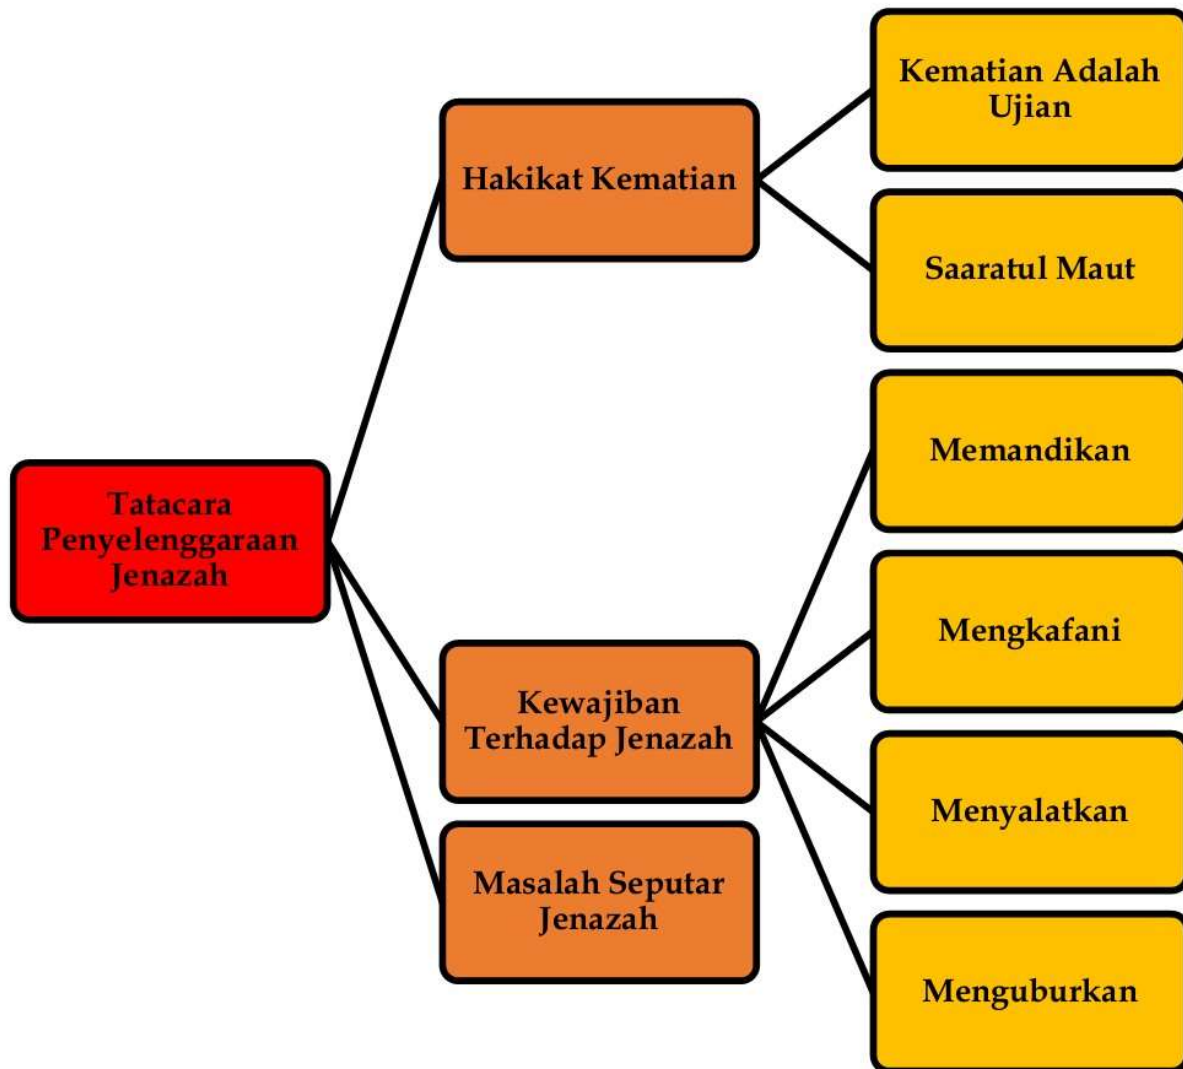 Tatacara
Penyelenggaraan
Jenazah
Hakikat Kematian
Kematian Adalah
Ujian
Saaratul Maut
Kewajiban
Terhadap Jenazah
Memandikan
Mengkafani
Menyalatkan
Menguburkan
Masalah Seputar
Jenazah